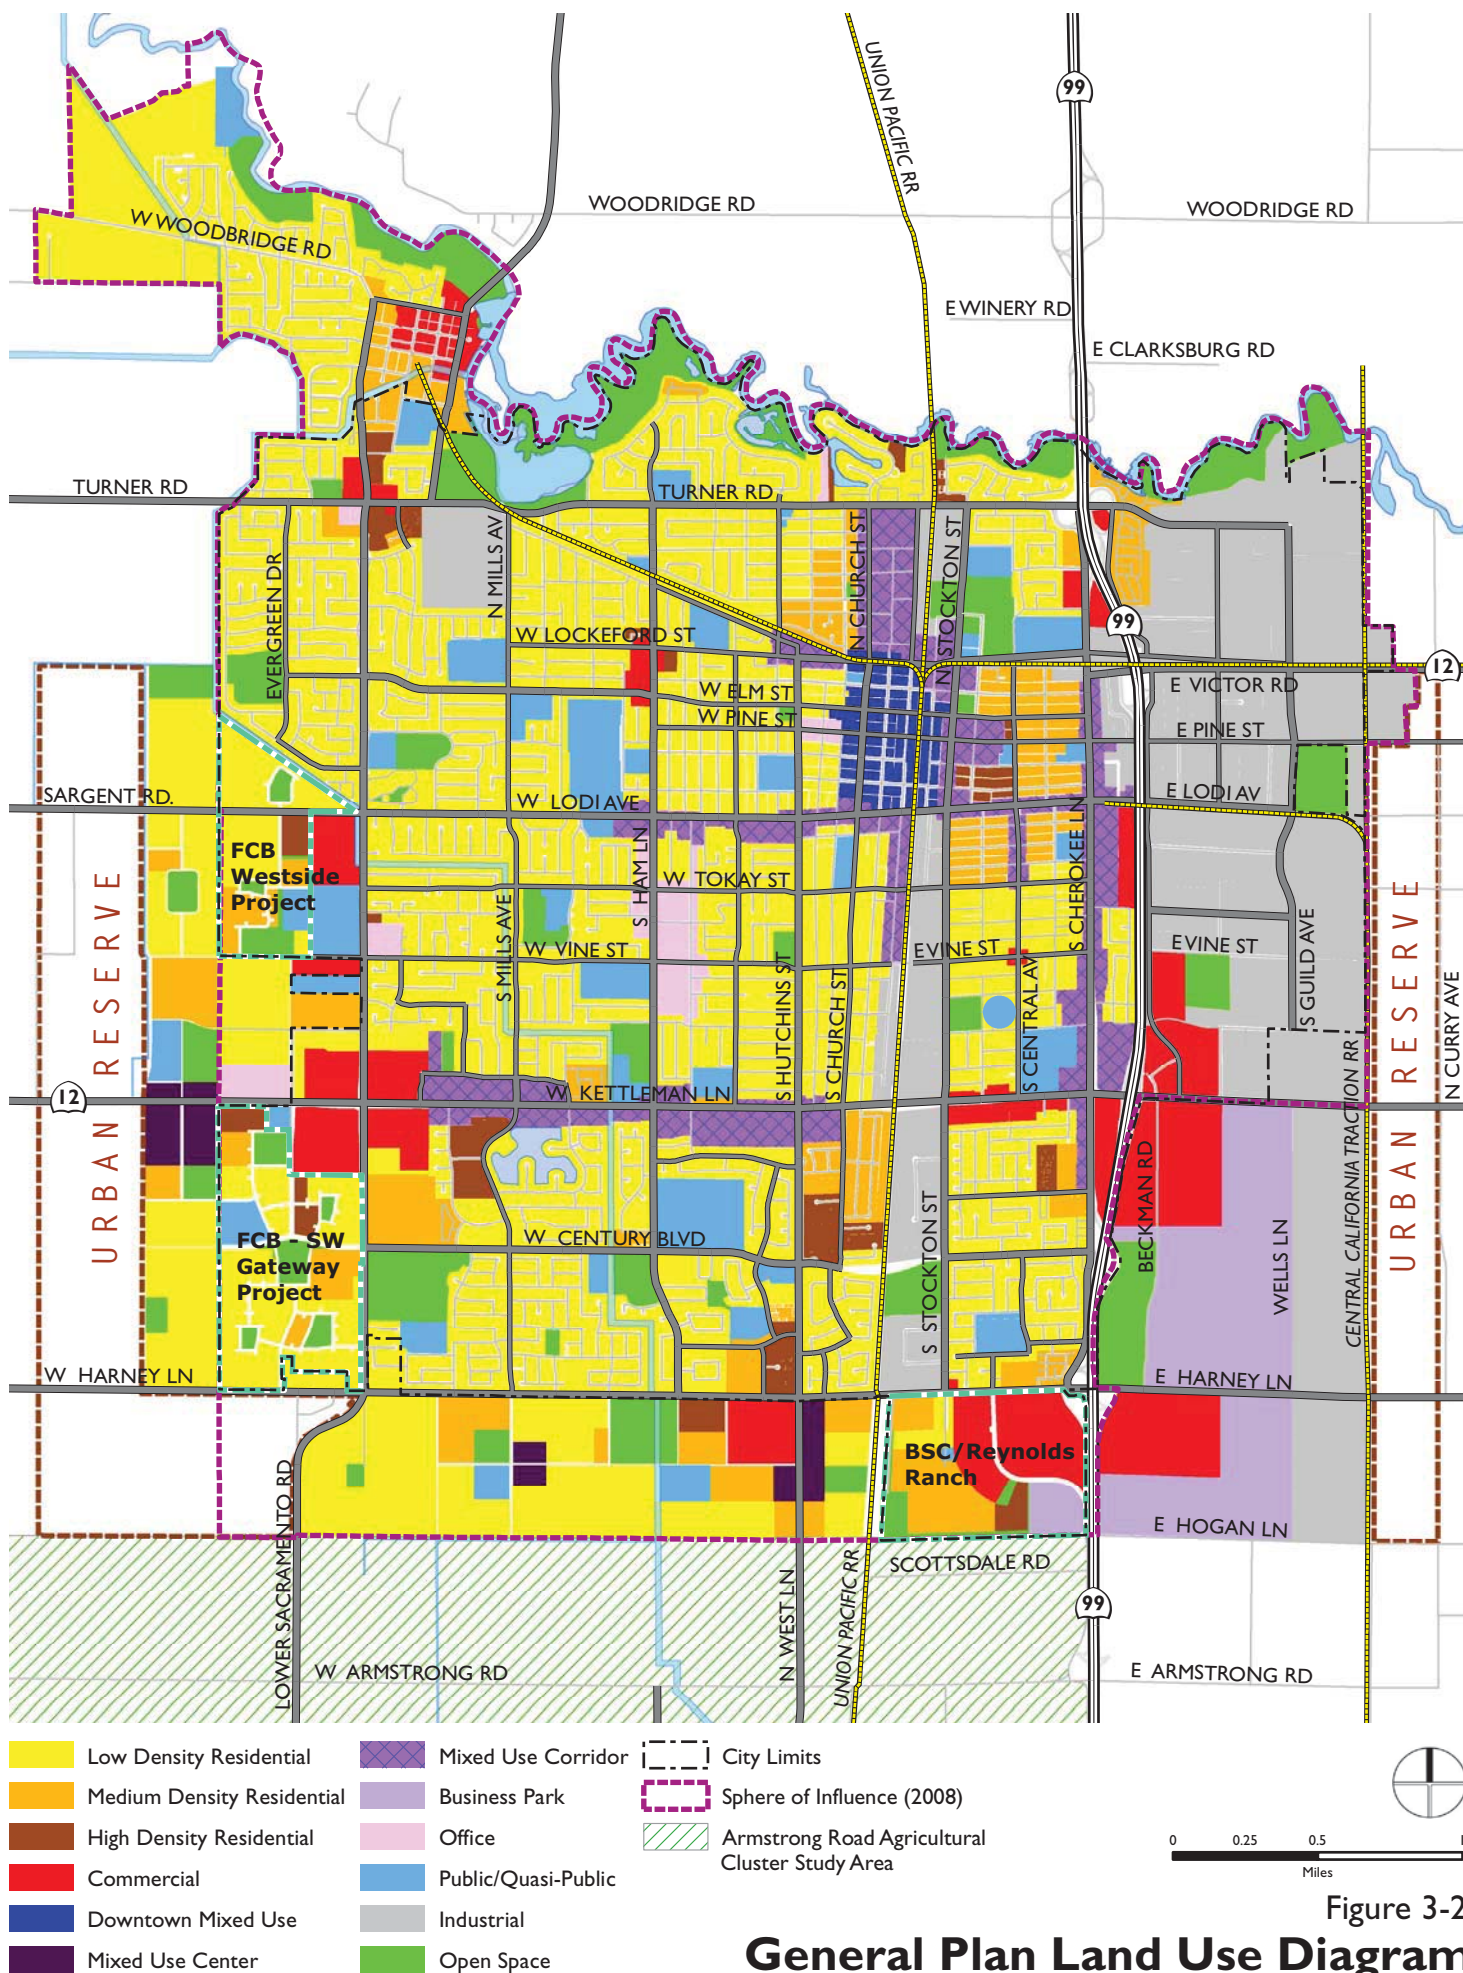 UNION PACIFIC RR
99
W WOODBRIDGE RD
WOODRIDGE RD
WOODRIDGE RD
E WINERY RD
E CLARKSBURG RD
TURNER RD
TURNER RD
EVERGREEN DR
N MILLS AV
N CHURCH ST
N STOCKTON ST
99
W LOCKEFORD ST
12
W ELM ST
E VICTOR RD
W PINE ST
E PINE ST
SARGENT RD.
W LODI AVE
E LODI AV
FCB
Westside
Project
S HAM LN
W TOKAY ST
S CHEROKEE LN
URBAN RESERVE
URBAN RESERVE
S MILLS AVE
W VINE ST
E VINE ST
E VINE ST
S GUILD AVE
S HUTCHINS ST
S CHURCH ST
S CENTRAL AV
N CURRY AVE
12
W KETTLEMAN LN
CENTRAL CALIFORNIA TRACTION RR
BECKMAN RD
WELLS LN
S STOCKTON ST
W CENTURY BLVD
FCB - SW
Gateway
Project
W HARNEY LN
E HARNEY LN
BSC/Reynolds
Ranch
LOWER SACRAMENTO RD
E HOGAN LN
SCOTTSDALE RD
N WEST LN
UNION PACIFIC RR
99
W ARMSTRONG RD
E ARMSTRONG RD
Low Density Residential
Medium Density Residential
High Density Residential
Commercial
Downtown Mixed Use
Mixed Use Center
Mixed Use Corridor
Business Park
Office
Public/Quasi-Public
Industrial
Open Space
City Limits
Sphere of Influence (2008)
Armstrong Road Agricultural
Cluster Study Area
0 0.25 0.5
Miles
Figure 3-2
General Plan Land Use Diagram